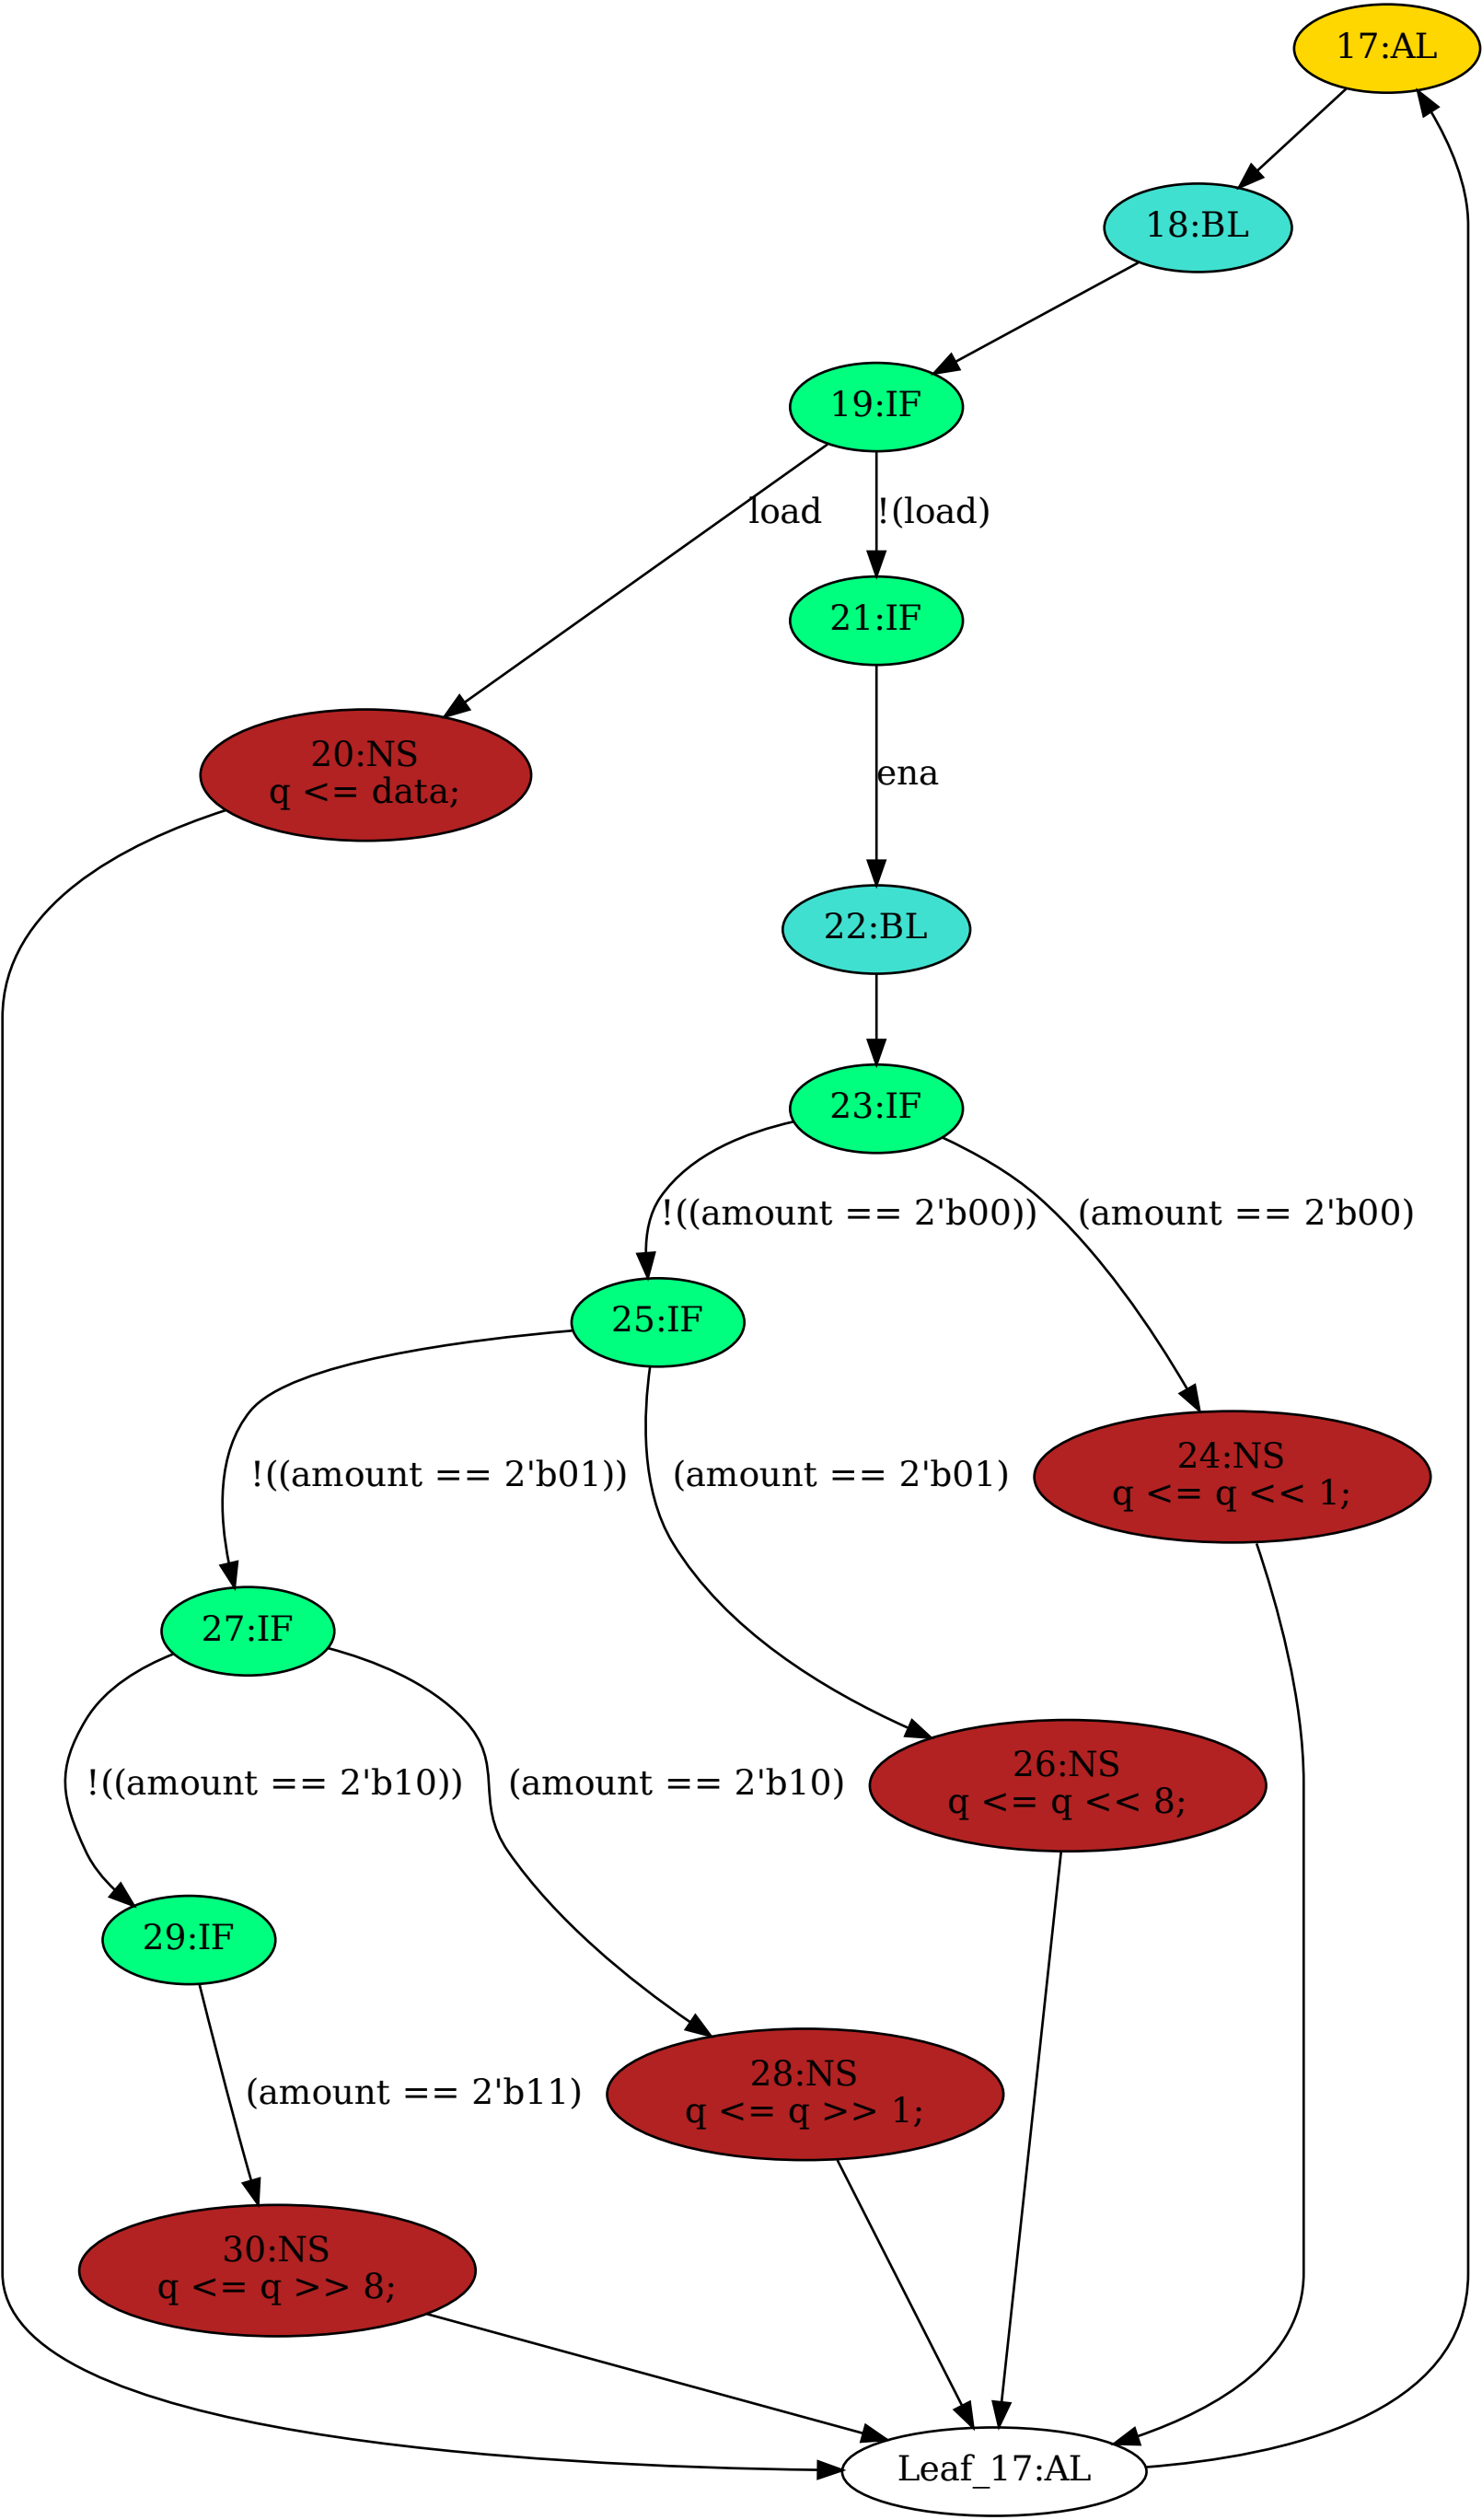 17:AL
18:BL
19:IF
load
!(load)
21:IF
20:NS
q <= data;
ena
22:BL
23:IF
!((amount == 2'b00))
(amount == 2'b00)
25:IF
24:NS
q <= q << 1;
!((amount == 2'b01))
(amount == 2'b01)
27:IF
26:NS
q <= q << 8;
!((amount == 2'b10))
(amount == 2'b10)
29:IF
28:NS
q <= q >> 1;
(amount == 2'b11)
30:NS
q <= q >> 8;
Leaf_17:AL